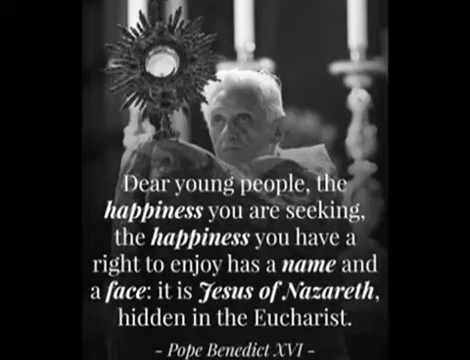 Dear young people, the
happiness you are seeking,
the happiness you have a
right to enjoy has a name and
a face: it is Jesus of Nazareth,
hidden in the Eucharist.
- Pope Benedict XVI -